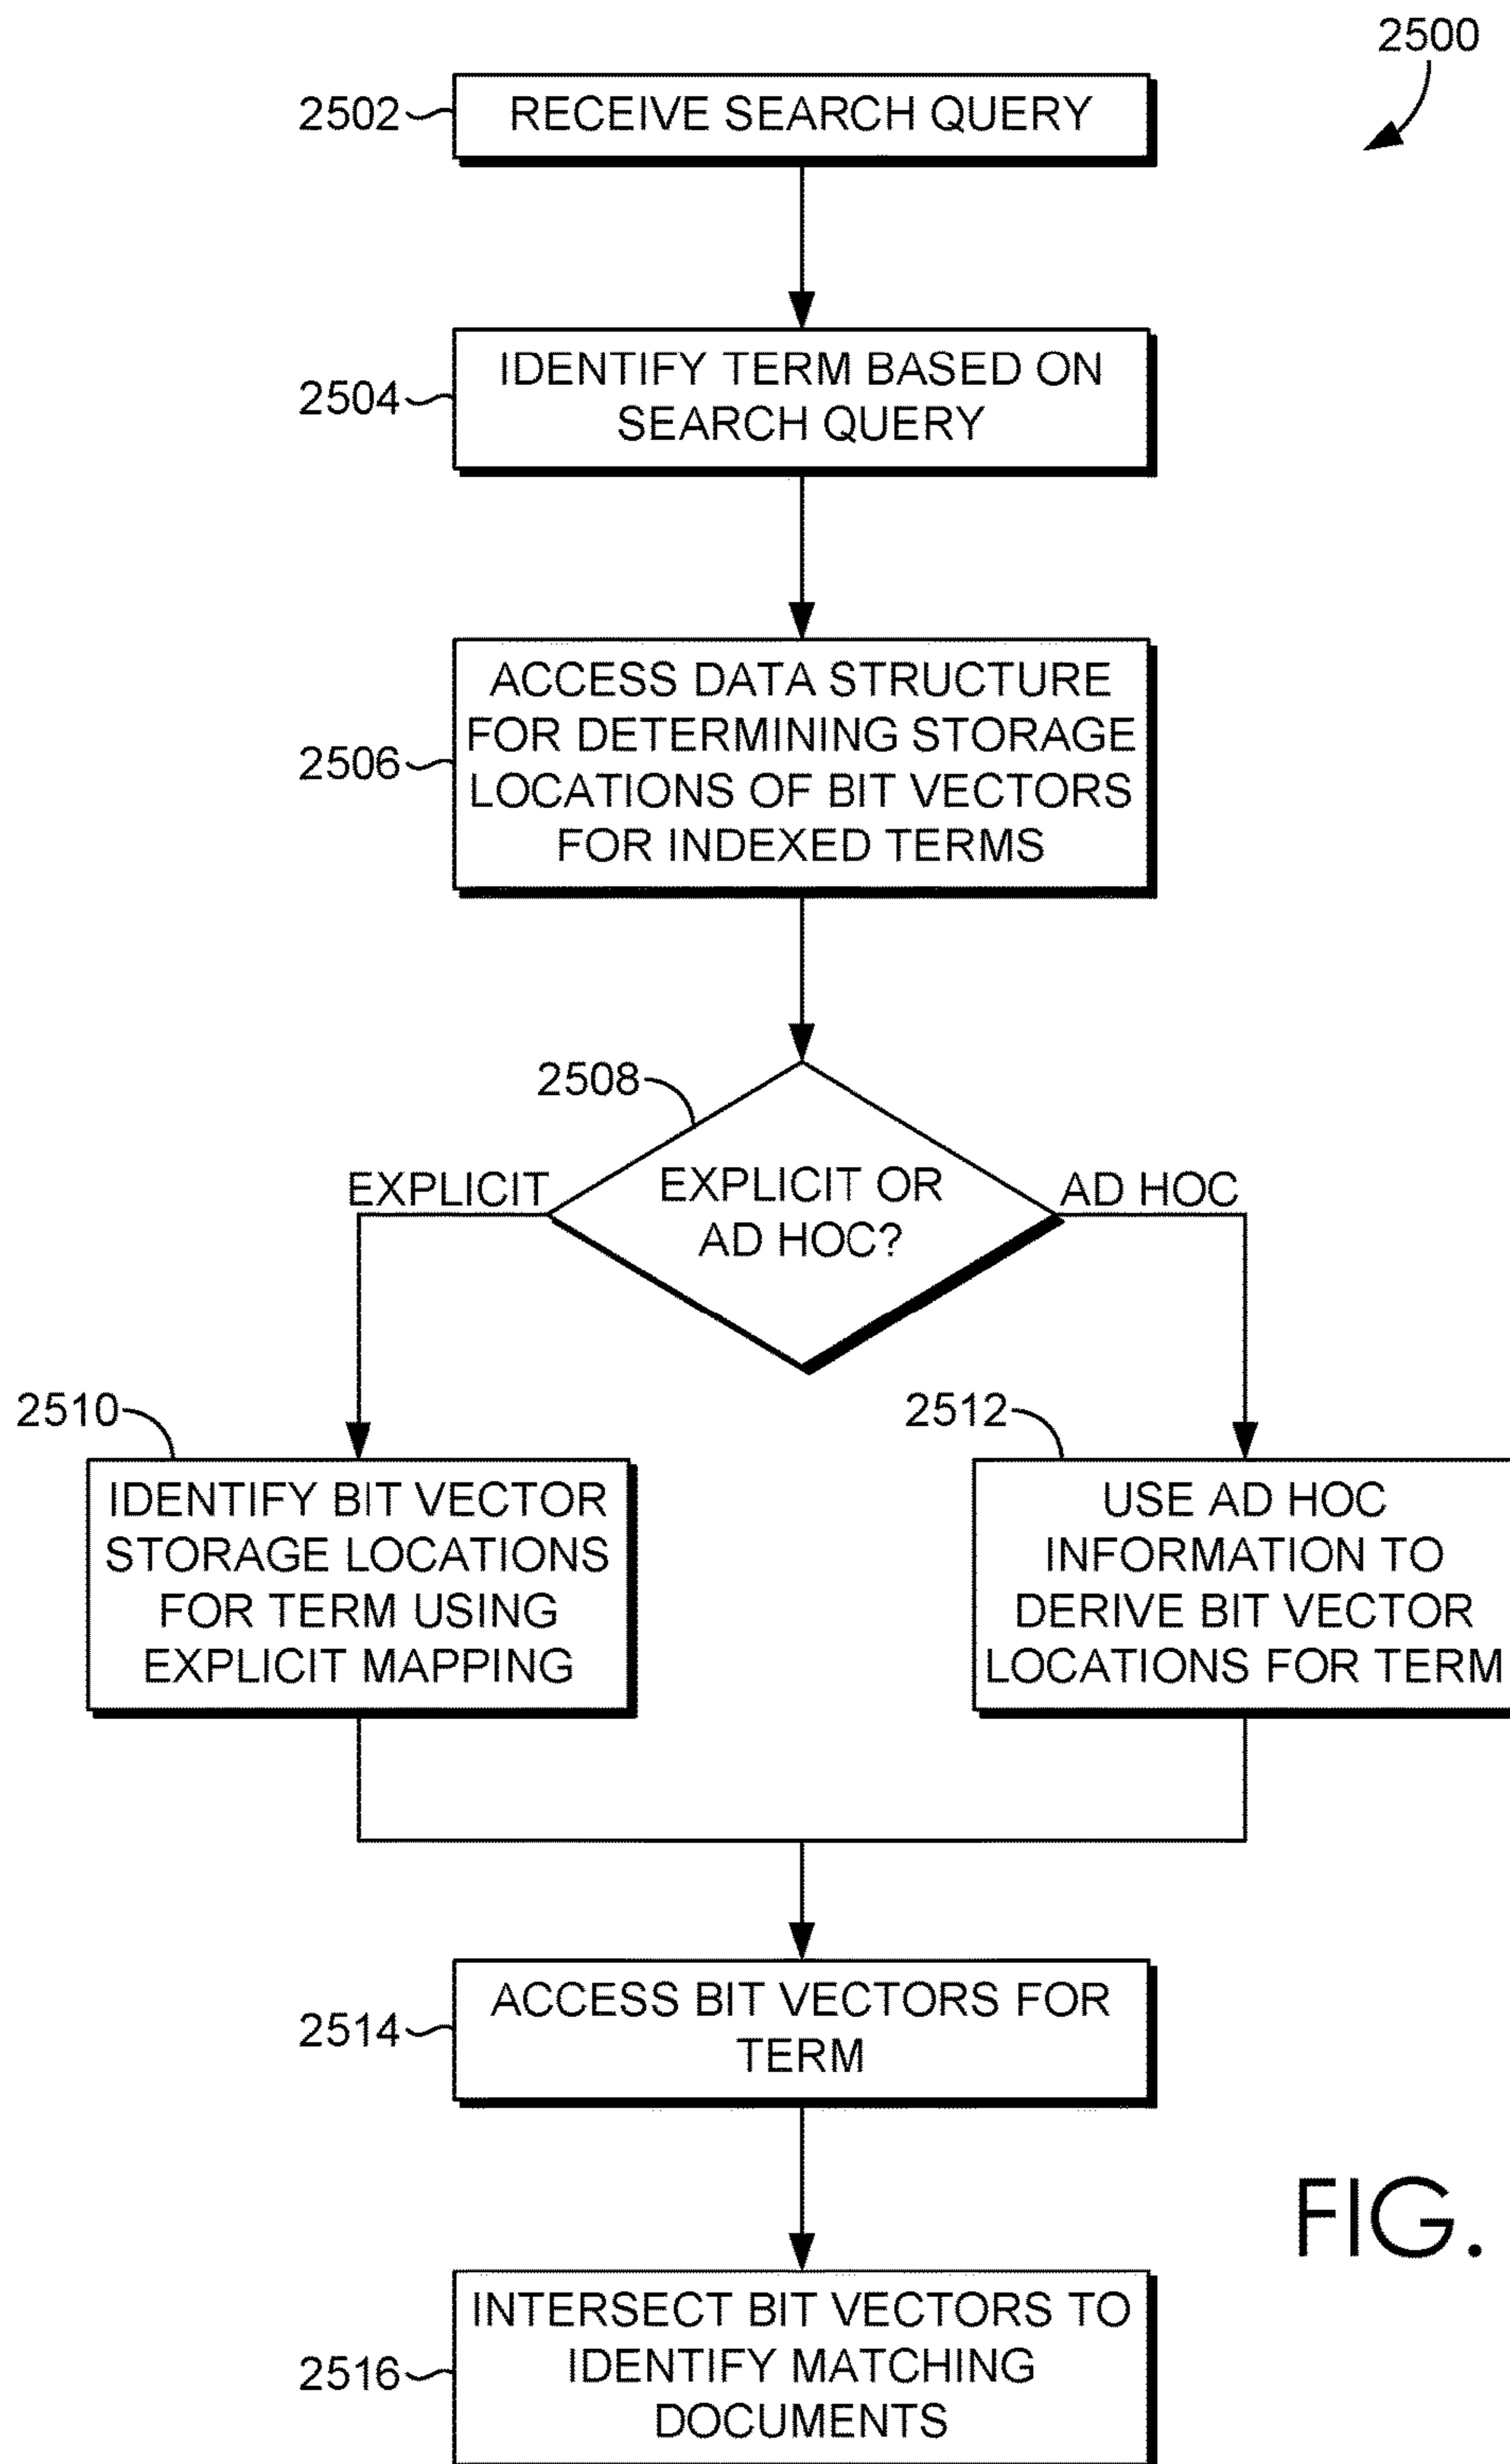 2500
2502
RECEIVE SEARCH QUERY
2504
IDENTIFY TERM BASED ON
SEARCH QUERY
2506
ACCESS DATA STRUCTURE
FOR DETERMINING STORAGE
LOCATIONS OF BIT VECTORS
FOR INDEXED TERMS
2508
EXPLICIT
EXPLICIT OR
AD HOC?
AD HOC
2510
IDENTIFY BIT VECTOR
STORAGE LOCATIONS
FOR TERM USING
EXPLICIT MAPPING
2512
USE AD HOC
INFORMATION TO
DERIVE BIT VECTOR
LOCATIONS FOR TERM
2514
ACCESS BIT VECTORS FOR
TERM
FIG.
2516
INTERSECT BIT VECTORS TO
IDENTIFY MATCHING
DOCUMENTS